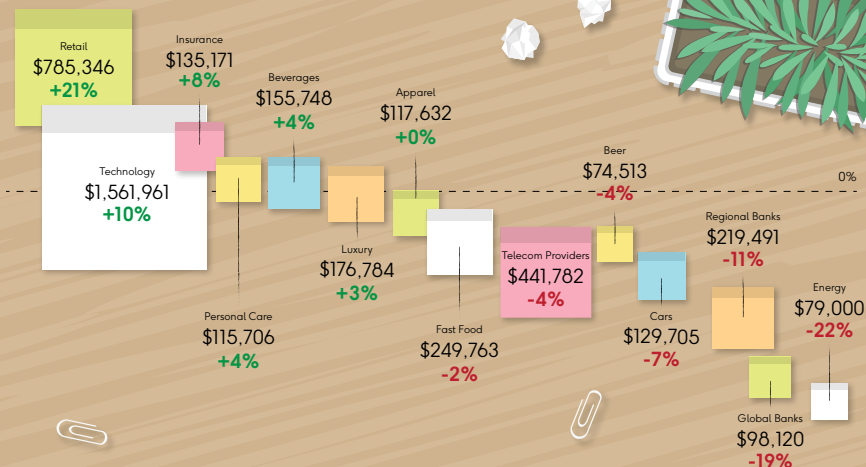 Retail
$785,346
+21%
Insurance
$135,171
+8%
Beverages
$155,748
+4%
Apparel
$117,632
+0%
Technology
$1,561,961
+10%
Beer
$74,513
-4%
0%
Regional Banks
$219,491
-11%
Luxury
$176,784
+3%
Telecom Providers
$441,782
-4%
Energy
$79,000
-22%
Personal Care
$115,706
+4%
Fast Food
$249,763
-2%
Cars
$129,705
-7%
Global Banks
$98,120
-19%